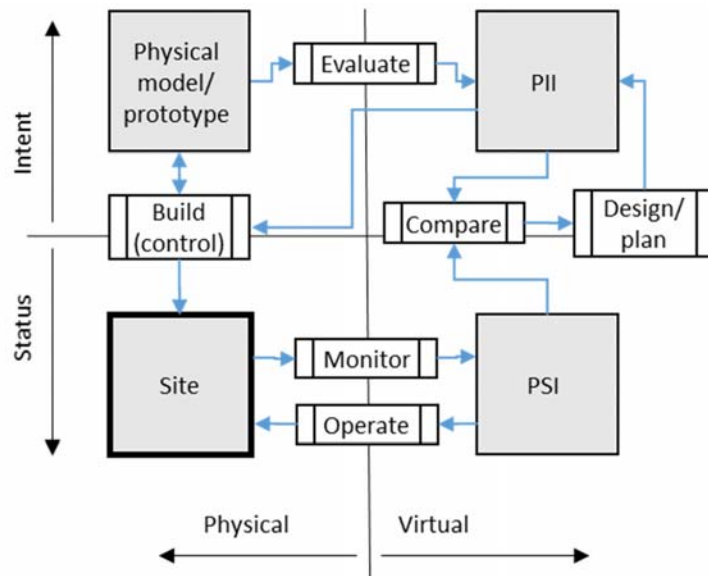 Physical
model/
prototype
Evaluate
PII
Intent
Build
(control)
Compare
Design/
plan
Status
Site
Monitor
Operate
PSI
Physical
Virtual